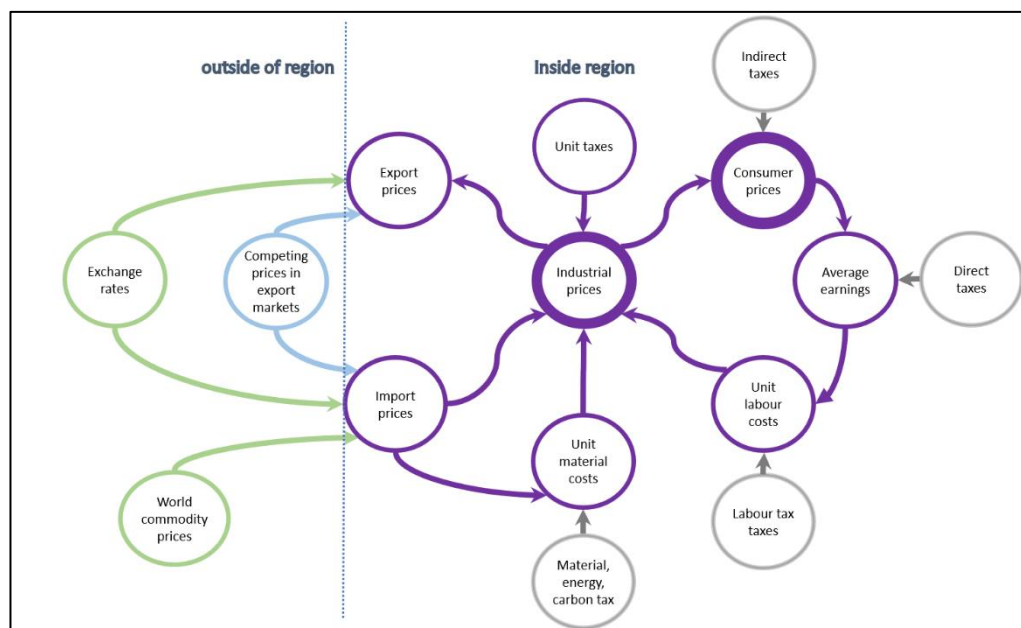 outside of region
Inside region
Indirect
taxes
Unit taxes
Export
prices
Consumer
prices
Exchange
rates
Competing
prices in
export
markets
Industrial
prices
Average
earnings
Direct
taxes
Import
prices
Unit
labour
costs
Unit
material
costs
World
commodity
prices
Labour tax
taxes
Material,
energy,
carbon tax